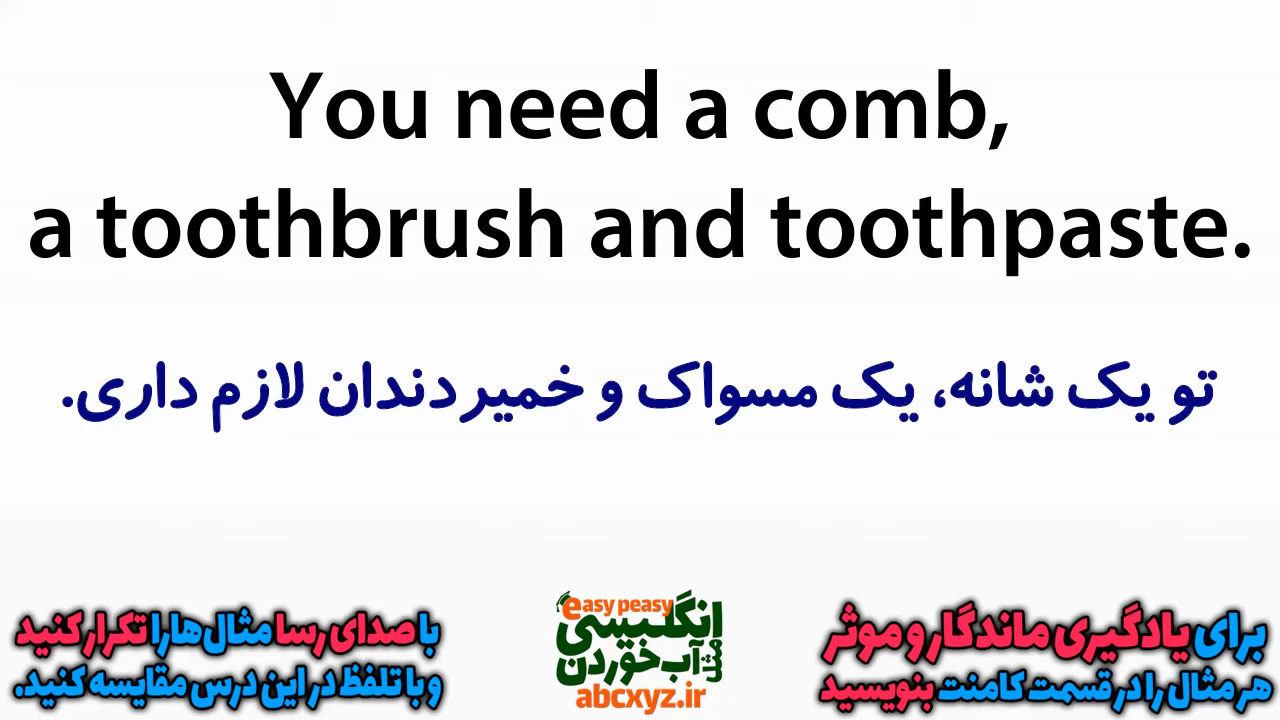 You need a comb,
a toothbrush and toothpaste.
تو یک شانه، یک مسواک و خمیر دندان لازم داری.
برای یادگیری ماندگار و موثر
هر مثال را در قسمت کامنت بنویسید
easy peasy
انگلیسی
مثل آب خوردن
abcxyz.ir
با صدای رسا مثال‌ها را تکرار کنید
و با تلفظ در این درس مقایسه کنید.